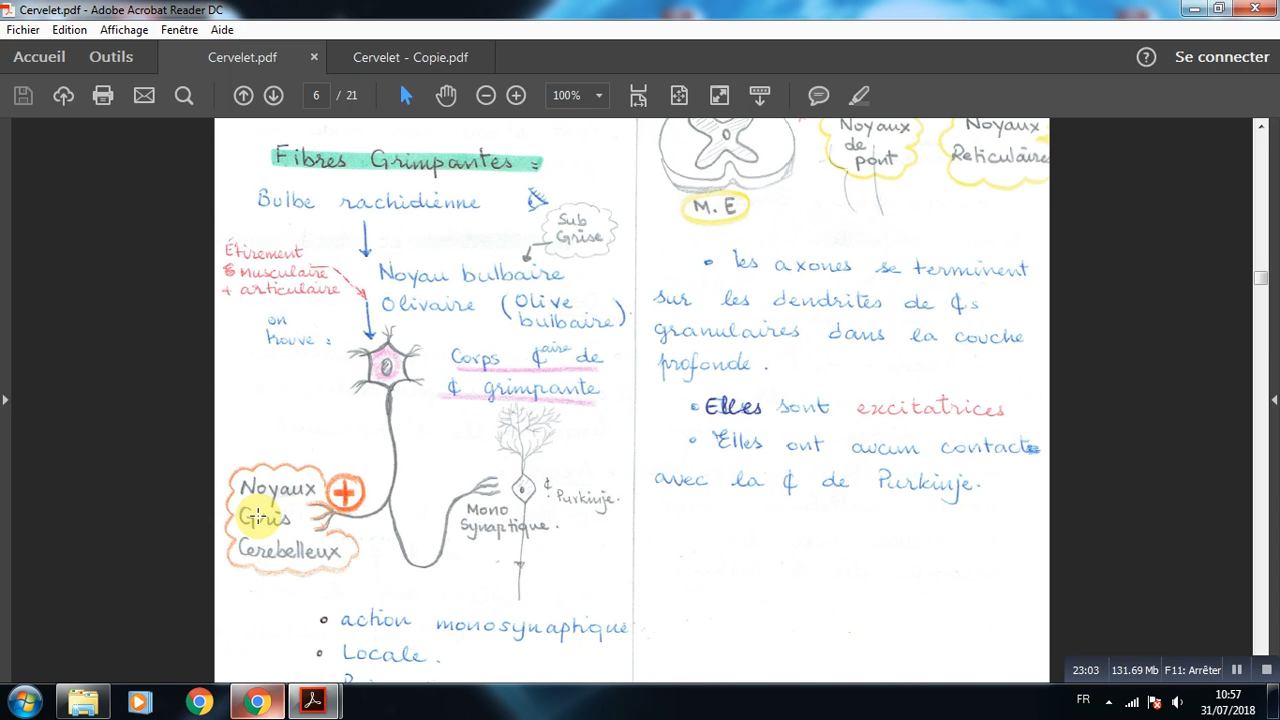 Cervelet.pdf - Adobe Acrobat Reader DC
Fichier Edition Affichage Fenêtre Aide
Accueil Outils Cervelet.pdf × Cervelet - Copie.pdf ? Se connecter
6 / 21 100%
Fibres Grimpantes =
Bulbe rachidienne
Sub
Grise
Étirement
musculaire
+ articulaire
Noyau bulbaire
Olivaire (Olive
bulbaire)
on
trouve :
Corps ₵aire de
₵ grimpante
Noyaux
Gris
Cerebelleux
+
Mono
Synaptique.
₵
Purkinje.
• action monosynaptique
• Locale.
Noyaux
de
pont
Noyaux
Reticulaires
M. E
• les axones se terminent
sur les dendrites de ₵s
granulaires dans la couche
profonde.
• Elles sont excitatrices
• Elles ont aucun contact
avec la ₵ de Purkinje.
23:03 131.69 Mb F11: Arrêter
FR 10:57
31/07/2018